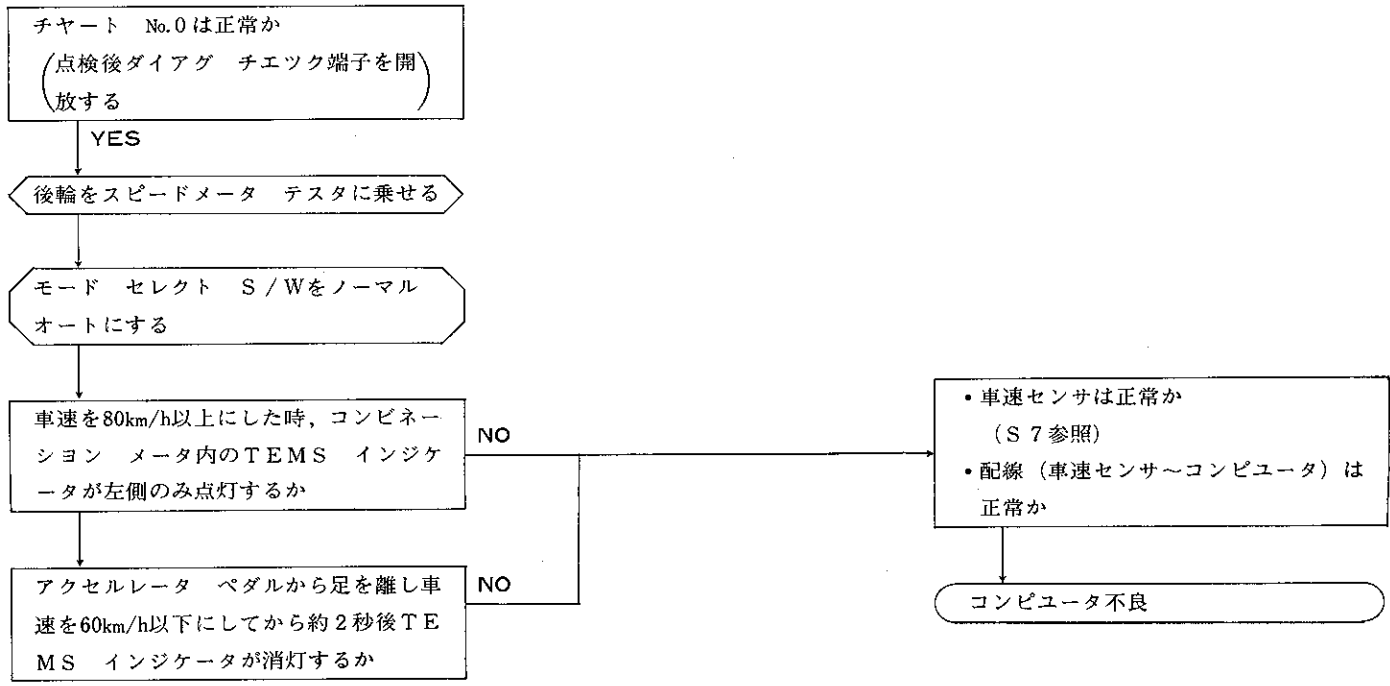 チヤート No.0は正常か
(点検後ダイアグ チエツク端子を開
放する)
YES
後輪をスピードメータ テスタに乗せる
モード セレクト S/Wをノーマル
オートにする
車速を80km/h以上にした時,コンビネー
シヨン メータ内のTEMS インジケ
ータが左側のみ点灯するか
NO
アクセルレータ ペダルから足を離し車
速を60km/h以下にしてから約2秒後TE
MS インジケータが消灯するか
NO
・車速センサは正常か
(S7参照)
・配線(車速センサ~コンピユータ)は
正常か
コンピユータ不良